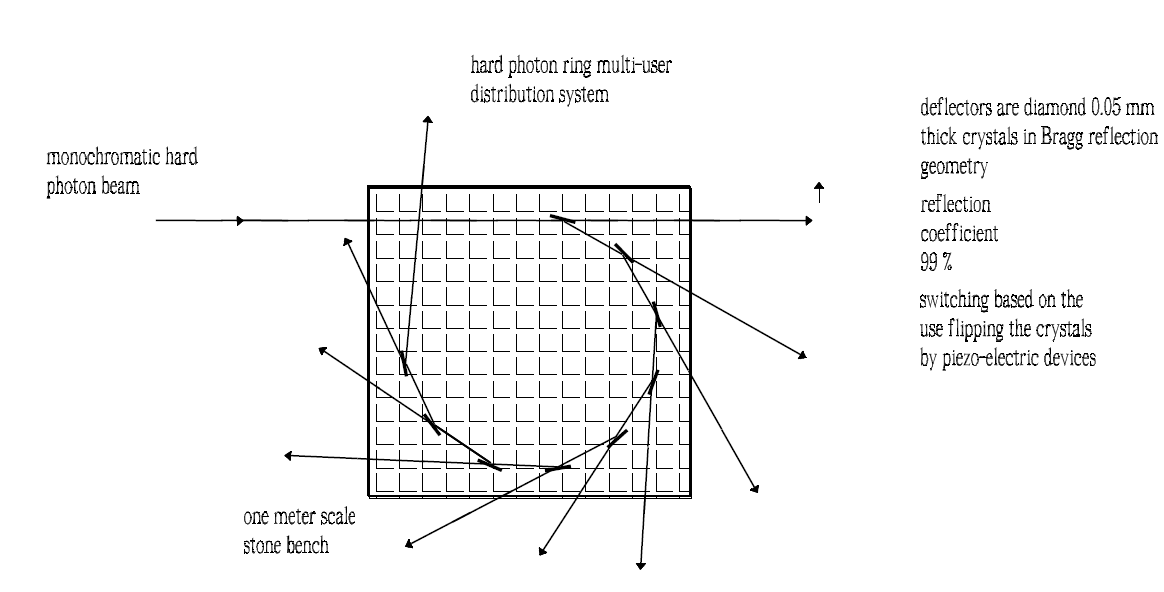 hard photon ring multi-user
distribution system
monochromatic hard
photon beam
deflectors are diamond 0.05 mm
thick crystals in Bragg reflection
geometry
reflection
coefficient
99 %
switching based on the
use flipping the crystals
by piezo-electric devices
one meter scale
stone bench